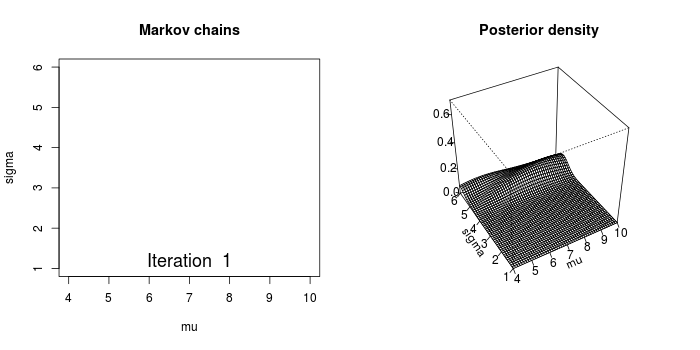 Markov chains
6
5
4
3
2
1
sigma
Iteration 1
4 5 6 7 8 9 10
mu
Posterior density
0.6
0.4
0.2
0.0
6
5
4
3
2
1
sigma
4 5 6 7 8 9 10
mu